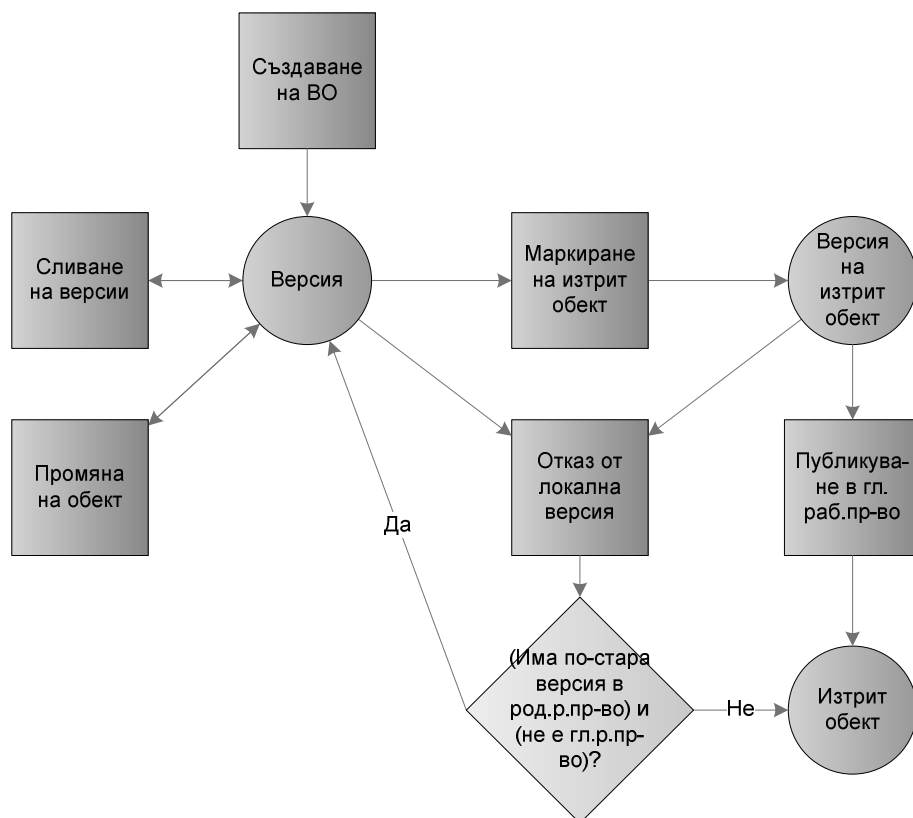 Създаване
на ВО
Сливане
на версии
Версия
Маркиране
на изтрит
обект
Версия
на
изтрит
обект
Промяна
на обект
Отказ от
локална
версия
Публикува-
не в гл.
раб.пр-во
Да
(Има по-стара
версия в
род.р.пр-во) и
(не е гл.р.пр-
во)?
Не
Изтрит
обект